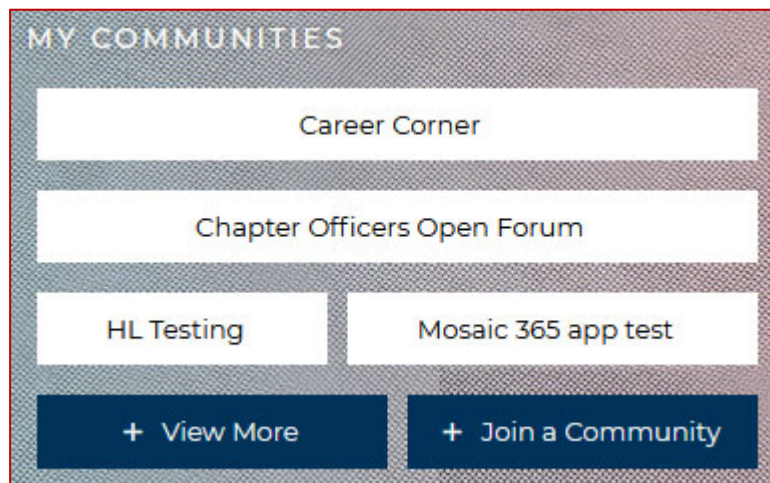 MY COMMUNITIES
Career Corner
Chapter Officers Open Forum
HL Testing
Mosaic 365 app test
+ View More
+ Join a Community